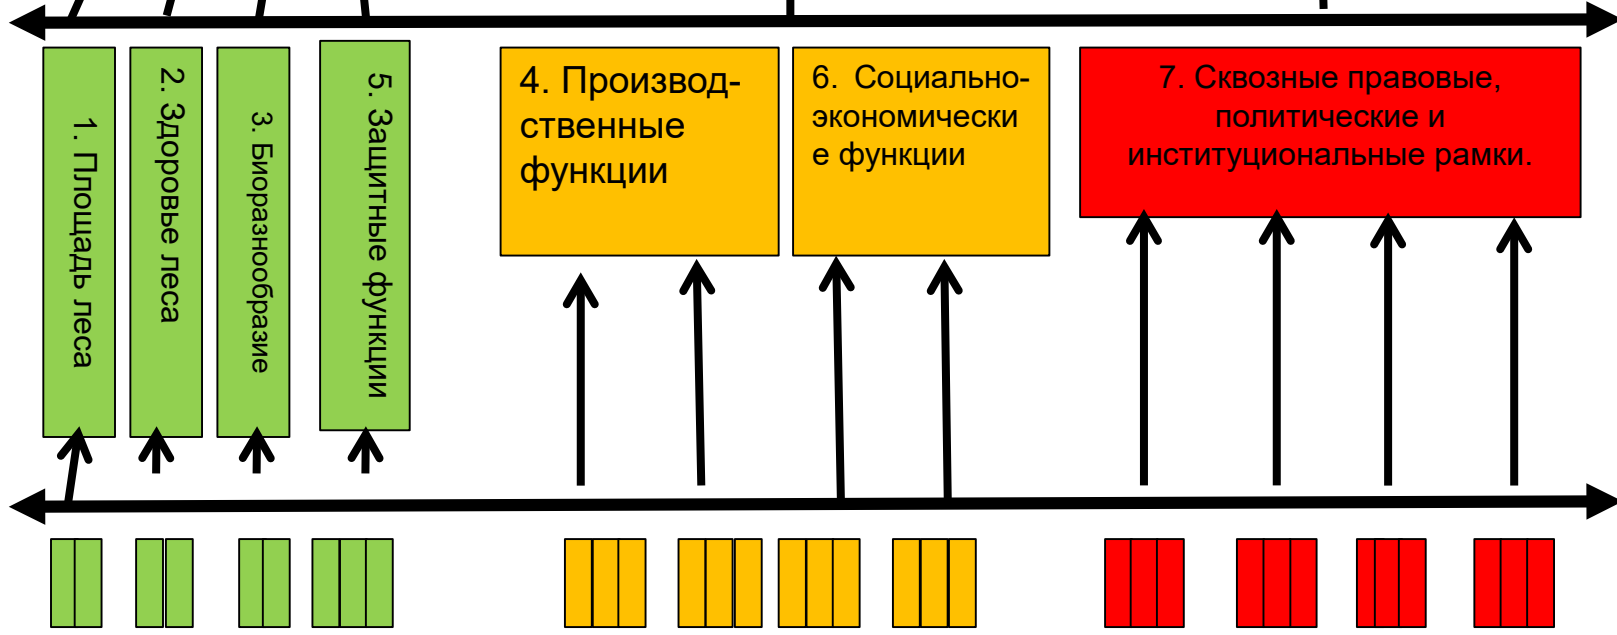 1. Площадь леса
2. Здоровье леса
3. Биоразнообразие
5. Защитные функции
4. Производ-
ственные
функции
6. Социально-
экономически
е функции
7. Сквозные правовые,
политические и
институциональные рамки.